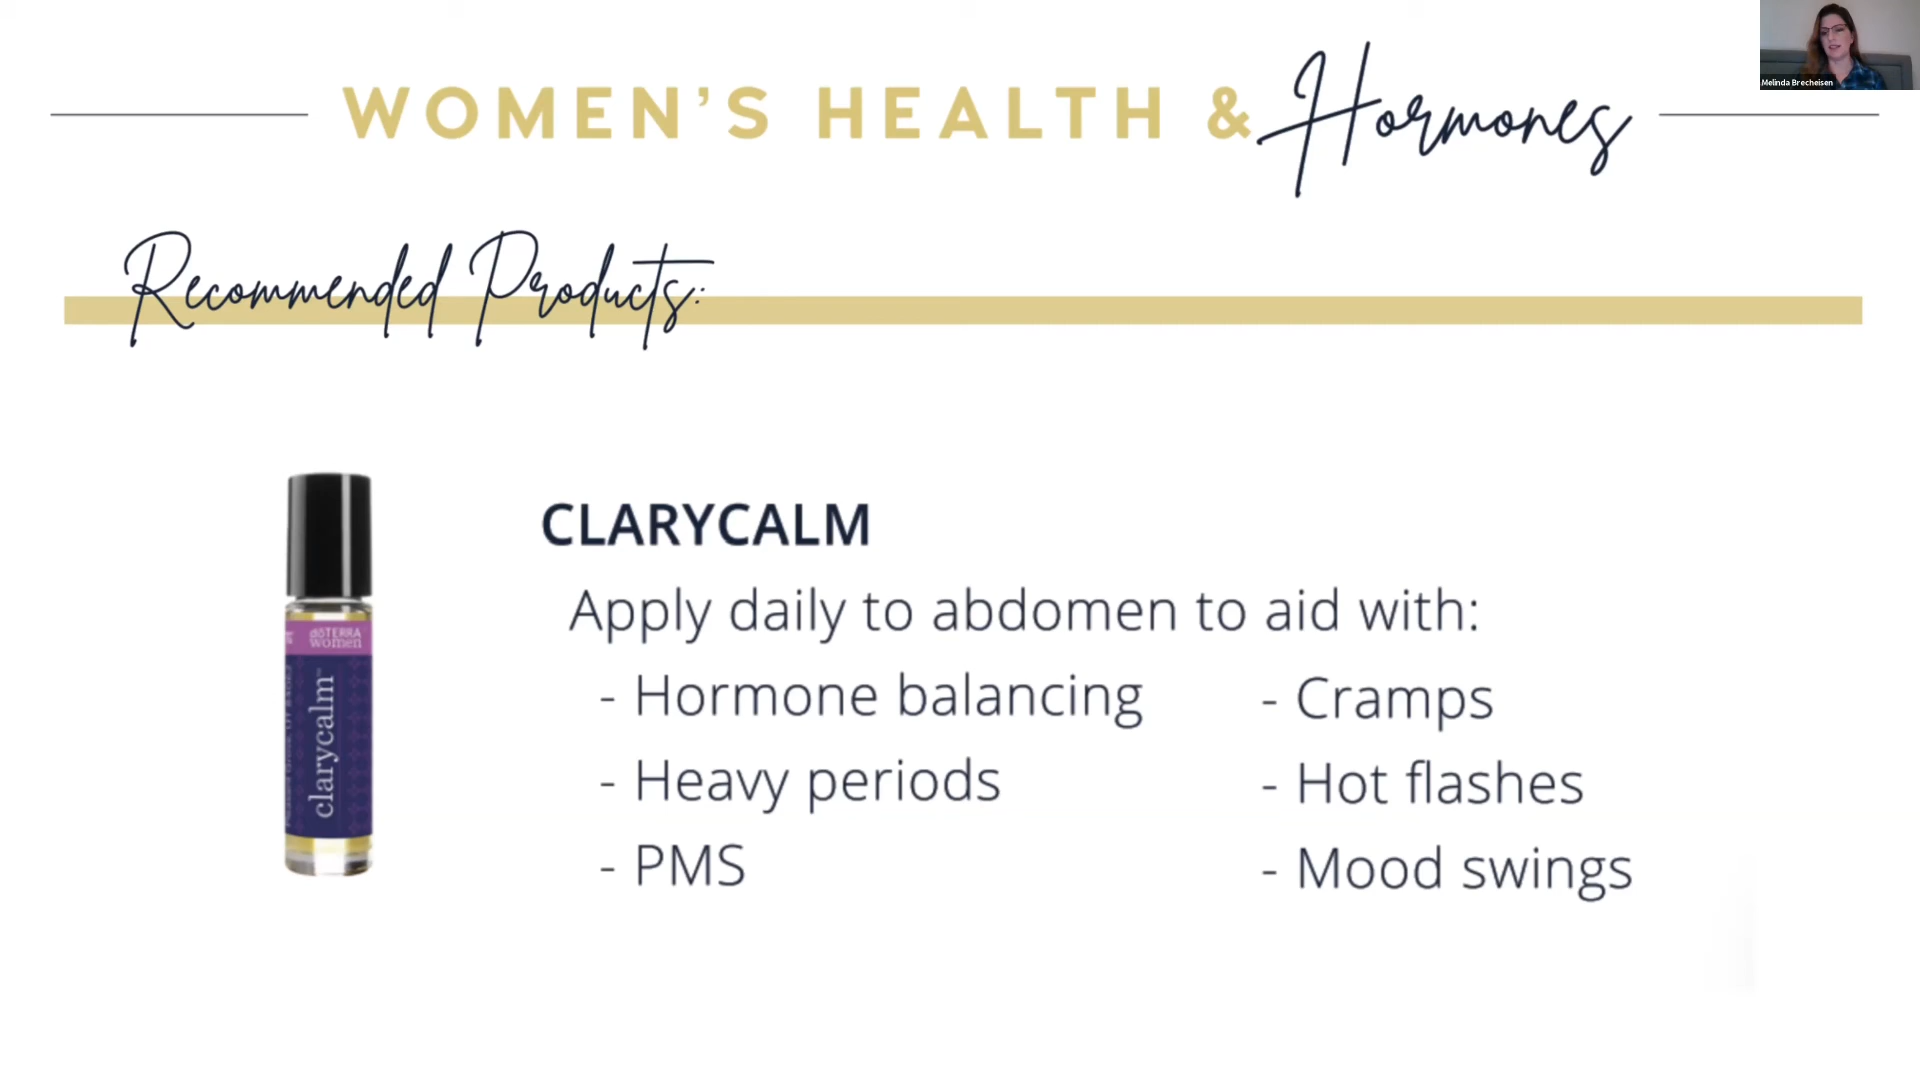 Melinda Brecheisen
WOMEN'S HEALTH & Hormones
Recommended Products:
CLARYCALM
Apply daily to abdomen to aid with:
- Hormone balancing
- Cramps
- Heavy periods
- Hot flashes
- PMS
- Mood swings
dōTERRA
women
clarycalm™